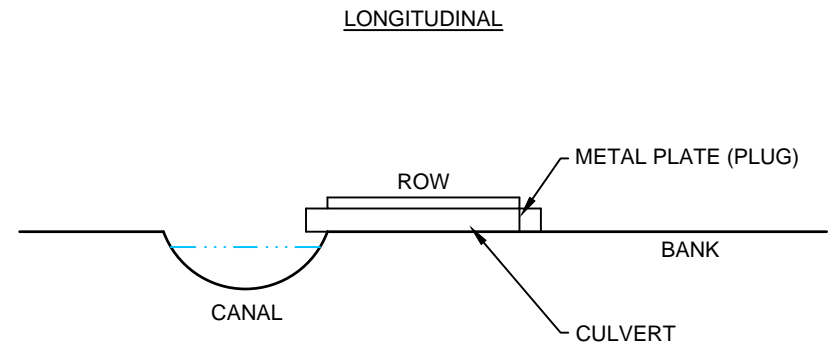 LONGITUDINAL
METAL PLATE (PLUG)
ROW
BANK
CANAL
CULVERT